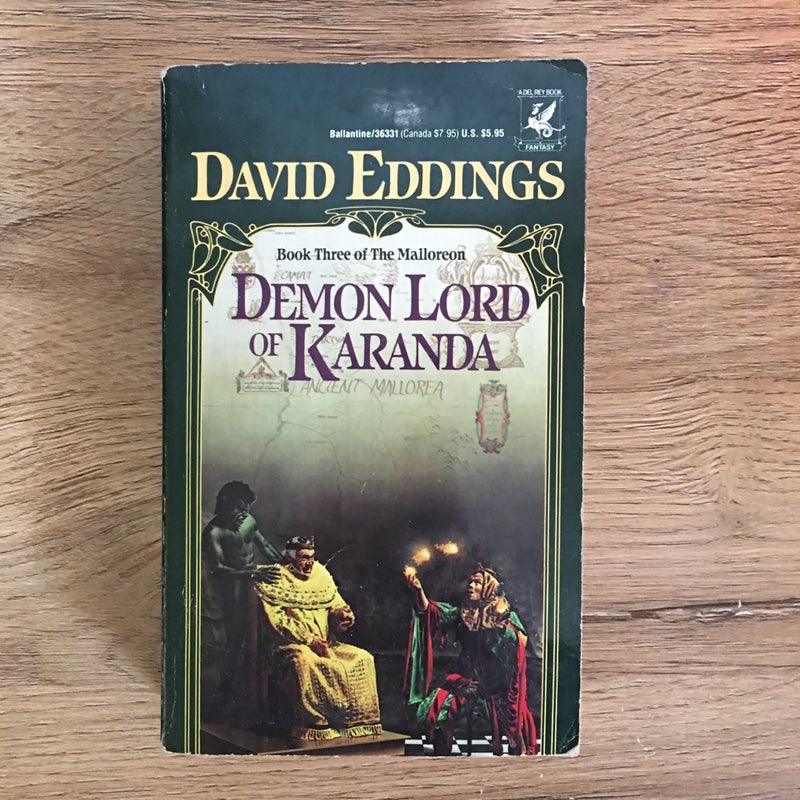 A DEL REY BOOK
Ballantine/36331 (Canada $7.95) U.S. $5.95
FANTASY
DAVID EDDINGS
Book Three of The Malloreon
DEMON LORD
OF KARANDA
ANCIENT MALLOREA